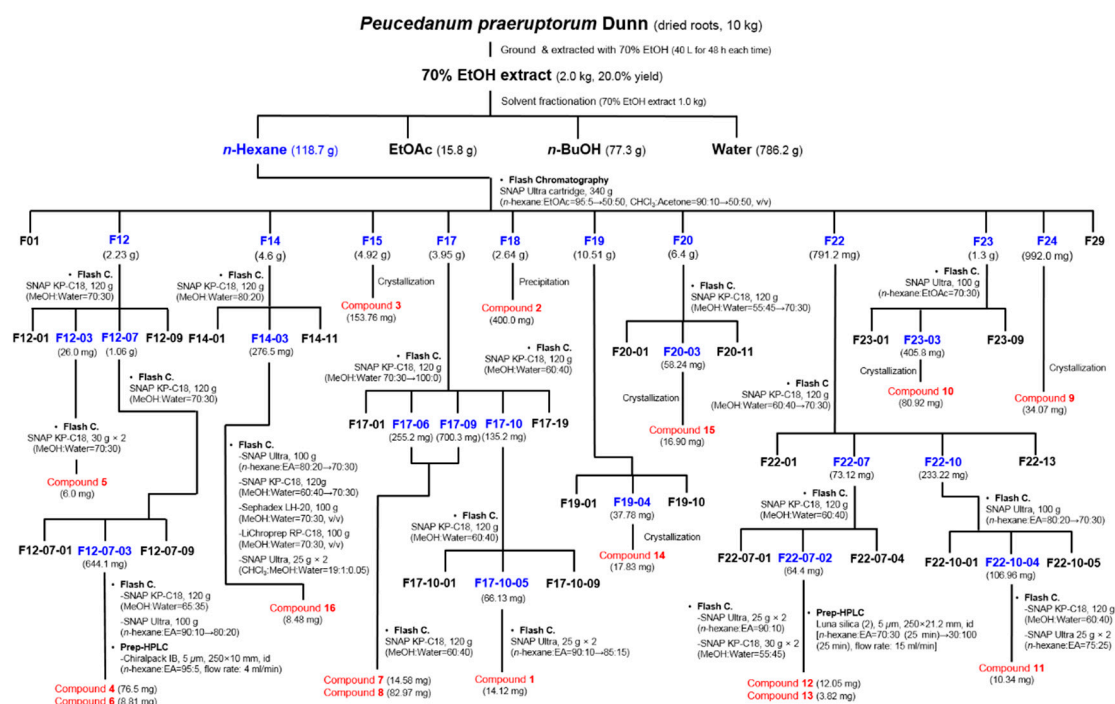 Peucedanum praeruptorum Dunn (dried roots, 10 kg)
Ground & extracted with 70% EtOH (40 L for 48 h each time)
70% EtOH extract (2.0 kg, 20.0% yield)
Solvent fractionation (70% EtOH extract 1.0 kg)
n-Hexane (118.7 g)
EtOAc (15.8 g)
n-BuOH (77.3 g)
Water (786.2 g)
• Flash Chromatography
SNAP Ultra cartridge, 340 g
(n-hexane:EtOAc=95:5→50:50, CHCl₃:Acetone=90:10→50:50, v/v)
F01
F12
(2.23 g)
F14
(4.6 g)
F15
(4.92 g)
F17
(3.95 g)
F18
(2.64 g)
F19
(10.51 g)
F20
(6.4 g)
F22
(791.2 mg)
F23
(1.3 g)
F24
(992.0 mg)
F29
• Flash C.
SNAP KP-C18, 120 g
(MeOH:Water=70:30)
F12-01
F12-03
(26.0 mg)
F12-07
(1.06 g)
F12-09
• Flash C.
SNAP KP-C18, 30 g × 2
(MeOH:Water=70:30)
Compound 5
(6.0 mg)
• Flash C.
SNAP KP-C18, 120 g
(MeOH:Water=70:30)
F12-07-01
F12-07-03
(644.1 mg)
F12-07-09
• Flash C.
-SNAP KP-C18, 120 g
(MeOH:Water=65:35)
-SNAP Ultra, 100 g
(n-hexane:EA=90:10→80:20)
• Prep-HPLC
-Chiralpack IB, 5 μm, 250×10 mm, id
(n-hexane:EA=95:5, flow rate: 4 ml/min)
Compound 4 (76.5 mg)
Compound 6 (8.81 mg)
• Flash C.
SNAP KP-C18, 120 g
(MeOH:Water=80:20)
F14-01
F14-03
(276.5 mg)
F14-11
• Flash C.
-SNAP Ultra, 100 g
(n-hexane:EA=80:20→70:30)
-SNAP KP-C18, 120g
(MeOH:Water=60:40→70:30)
-Sephadex LH-20, 100 g
(MeOH:Water=70:30, v/v)
-LiChroprep RP-C18, 100 g
(MeOH:Water=70:30, v/v)
-SNAP Ultra, 25 g × 2
(CHCl₃:MeOH:Water=19:1:0.05)
Compound 16
(8.48 mg)
Crystallization
Compound 3
(153.76 mg)
• Flash C.
SNAP KP-C18, 120 g
(MeOH:Water 70:30→100:0)
F17-01
F17-06
(255.2 mg)
F17-09
(700.3 mg)
F17-10
(135.2 mg)
F17-19
• Flash C.
SNAP KP-C18, 120 g
(MeOH:Water=60:40)
Compound 7 (14.58 mg)
Compound 8 (82.97 mg)
• Flash C.
SNAP KP-C18, 120 g
(MeOH:Water=60:40)
F17-10-01
F17-10-05
(66.13 mg)
F17-10-09
• Flash C.
SNAP Ultra, 25 g × 2
(n-hexane:EA=90:10→85:15)
Compound 1
(14.12 mg)
Precipitation
Compound 2
(400.0 mg)
• Flash C.
SNAP KP-C18, 120 g
(MeOH:Water=60:40)
F19-01
F19-04
(37.78 mg)
F19-10
Crystallization
Compound 14
(17.83 mg)
• Flash C.
SNAP KP-C18, 120 g
(MeOH:Water=55:45→70:30)
F20-01
F20-03
(58.24 mg)
F20-11
Crystallization
Compound 15
(16.90 mg)
• Flash C.
SNAP KP-C18, 120 g
(MeOH:Water=60:40→70:30)
F22-01
F22-07
(73.12 mg)
F22-10
(233.22 mg)
F22-13
• Flash C.
SNAP KP-C18, 120 g
(MeOH:Water=60:40)
F22-07-01
F22-07-02
(64.4 mg)
F22-07-04
• Flash C.
-SNAP Ultra, 25 g × 2
(n-hexane:EA=90:10)
-SNAP KP-C18, 30 g × 2
(MeOH:Water=55:45)
• Prep-HPLC
Luna silica (2), 5 μm, 250×21.2 mm, id
[n-hexane:EA=70:30 (25 min)→30:100
(25 min), flow rate: 15 ml/min]
Compound 12 (12.05 mg)
Compound 13 (3.82 mg)
• Flash C.
SNAP Ultra, 100 g
(n-hexane:EA=80:20→70:30)
F22-10-01
F22-10-04
(106.96 mg)
F22-10-05
• Flash C.
-SNAP KP-C18, 120 g
(MeOH:Water=60:40)
-SNAP Ultra, 25 g × 2
(n-hexane:EA=75:25)
Compound 11
(10.34 mg)
• Flash C.
SNAP Ultra, 100 g
(n-hexane:EtOAc=70:30)
F23-01
F23-03
(405.8 mg)
F23-09
Crystallization
Compound 10
(80.92 mg)
Crystallization
Compound 9
(34.07 mg)